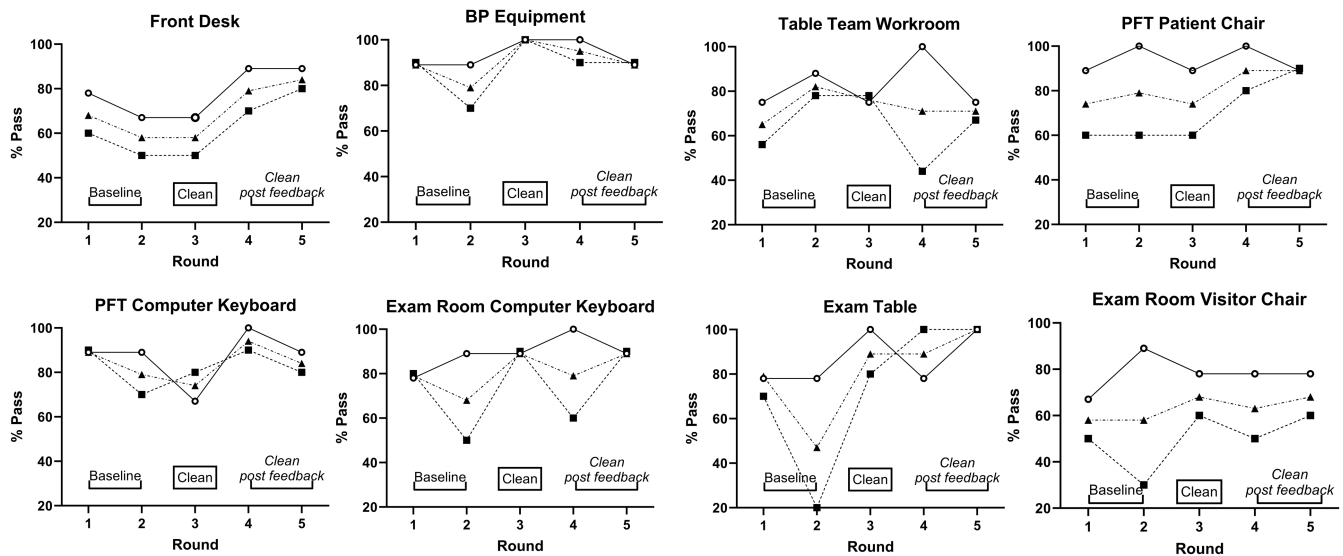 Front Desk
% Pass
100
80
60
40
20
Baseline
Clean
Clean
post feedback
1 2 3 4 5
Round
BP Equipment
% Pass
100
80
60
40
20
Baseline
Clean
Clean
post feedback
1 2 3 4 5
Round
Table Team Workroom
% Pass
100
80
60
40
20
Baseline
Clean
Clean
post feedback
1 2 3 4 5
Round
PFT Patient Chair
% Pass
100
80
60
40
20
Baseline
Clean
Clean
post feedback
1 2 3 4 5
Round
PFT Computer Keyboard
% Pass
100
80
60
40
20
Baseline
Clean
Clean
post feedback
1 2 3 4 5
Round
Exam Room Computer Keyboard
% Pass
100
80
60
40
20
Baseline
Clean
Clean
post feedback
1 2 3 4 5
Round
Exam Table
% Pass
100
80
60
40
20
Baseline
Clean
Clean
post feedback
1 2 3 4 5
Round
Exam Room Visitor Chair
% Pass
100
80
60
40
20
Baseline
Clean
Clean
post feedback
1 2 3 4 5
Round